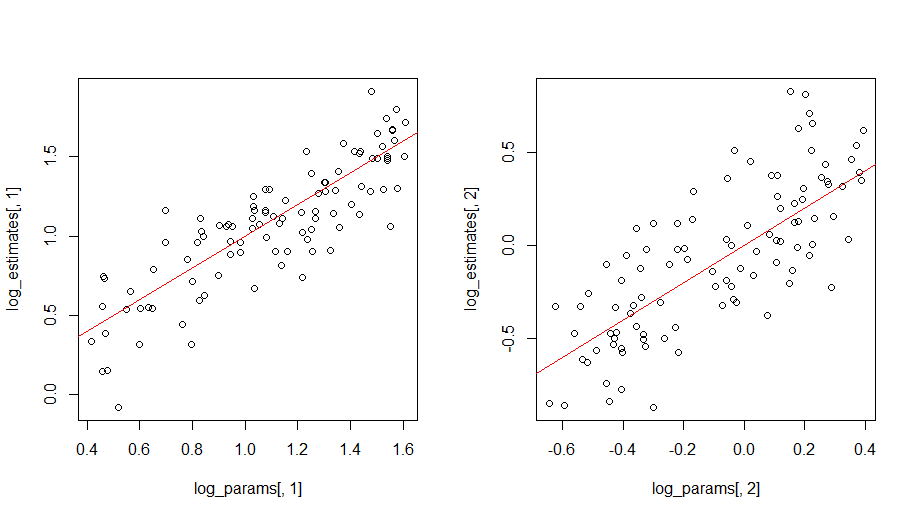 log_estimates[, 1]
0.0 0.5 1.0 1.5
0.4 0.6 0.8 1.0 1.2 1.4 1.6
log_params[, 1]
log_estimates[, 2]
-0.5 0.0 0.5
-0.6 -0.4 -0.2 0.0 0.2 0.4
log_params[, 2]